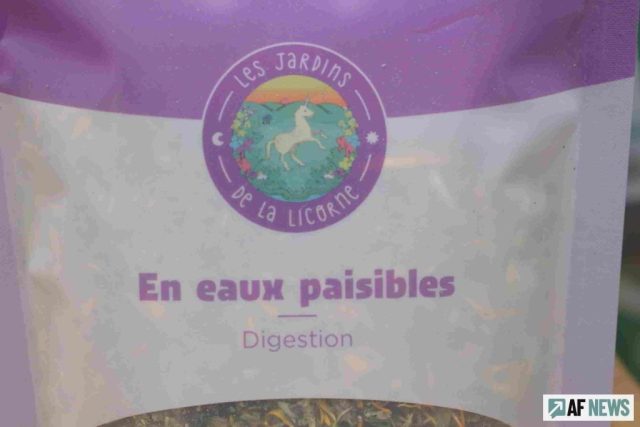 LES JARDINS
DE LA LICORNE
En eaux paisibles
Digestion
AF NEWS